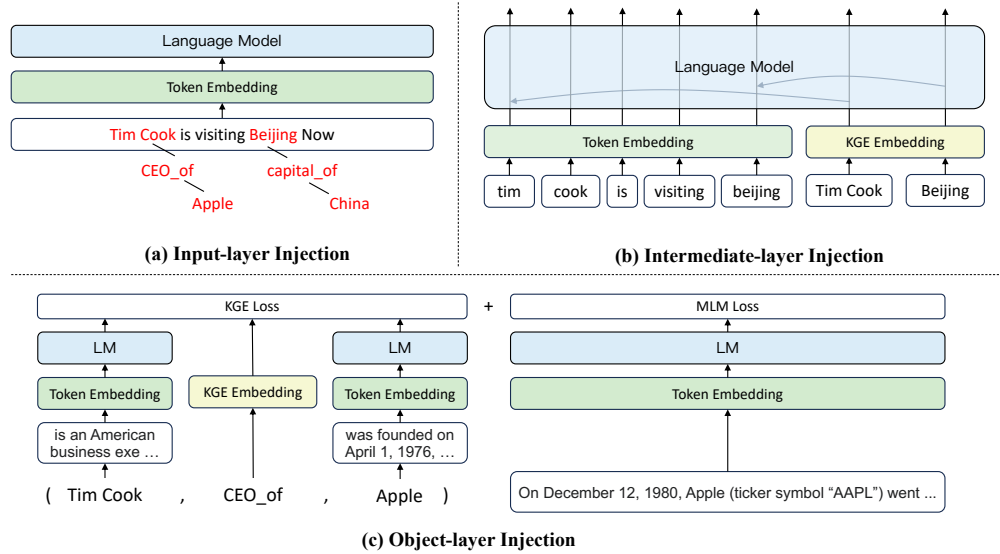 Language Model
Token Embedding
Tim Cook is visiting Beijing Now
CEO_of
capital_of
Apple
China
(a) Input-layer Injection
Language Model
Token Embedding
KGE Embedding
tim
cook
is
visiting
beijing
Tim Cook
Beijing
(b) Intermediate-layer Injection
KGE Loss
+
MLM Loss
LM
LM
LM
Token Embedding
KGE Embedding
Token Embedding
Token Embedding
is an American
business exe ...
was founded on
April 1, 1976, ...
( Tim Cook , CEO_of , Apple )
On December 12, 1980, Apple (ticker symbol “AAPL”) went ...
(c) Object-layer Injection